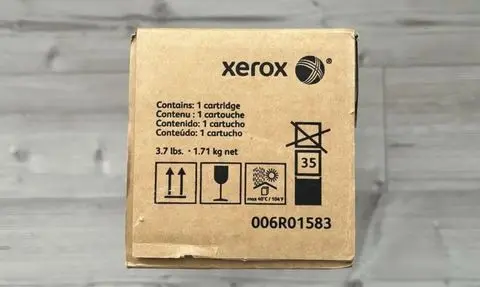 xerox ®
Contains: 1 cartridge
Contenu : 1 cartouche
Contenido: 1 cartucho
Conteúdo: 1 cartucho
3.7 lbs. · 1.71 kg net
35
max 40°C / 104°F
006R01583